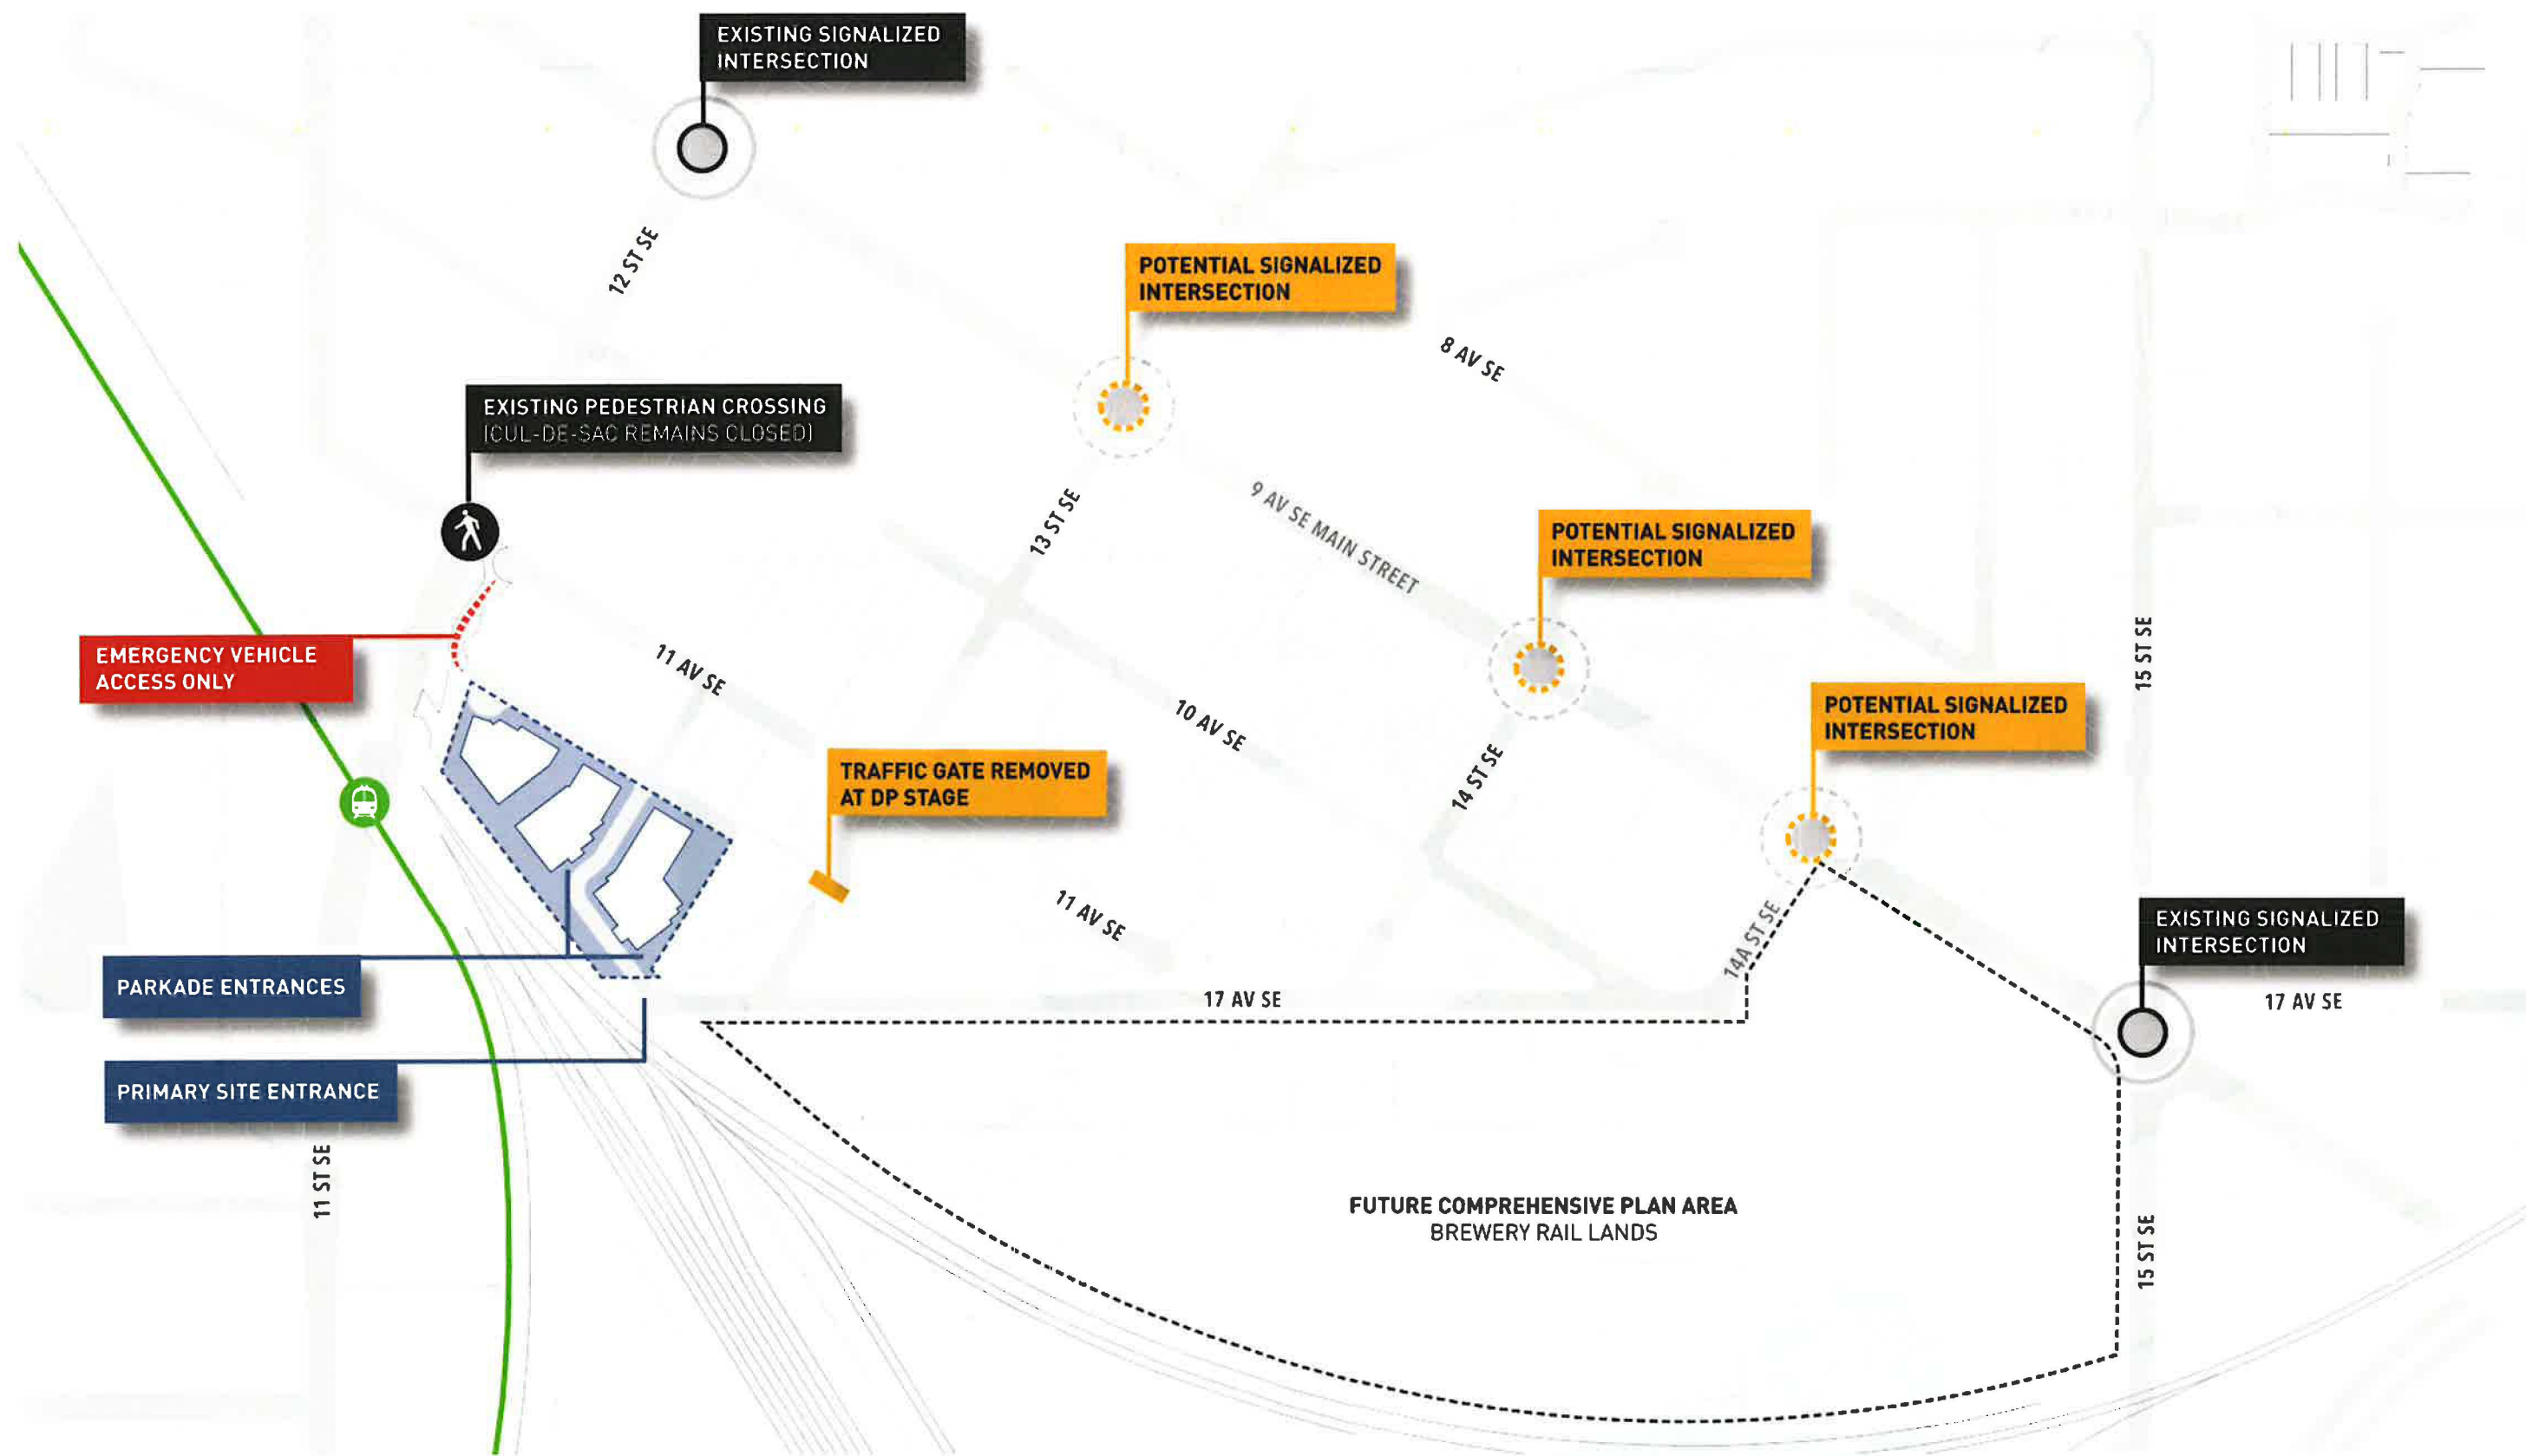 EXISTING SIGNALIZED
INTERSECTION
12 ST SE
POTENTIAL SIGNALIZED
INTERSECTION
8 AV SE
EXISTING PEDESTRIAN CROSSING
(CUL-DE-SAC REMAINS CLOSED)
13 ST SE
9 AV SE MAIN STREET
POTENTIAL SIGNALIZED
INTERSECTION
15 ST SE
EMERGENCY VEHICLE
ACCESS ONLY
11 AV SE
10 AV SE
POTENTIAL SIGNALIZED
INTERSECTION
14 ST SE
TRAFFIC GATE REMOVED
AT DP STAGE
11 AV SE
14A ST SE
EXISTING SIGNALIZED
INTERSECTION
PARKADE ENTRANCES
17 AV SE
17 AV SE
PRIMARY SITE ENTRANCE
11 ST SE
FUTURE COMPREHENSIVE PLAN AREA
BREWERY RAIL LANDS
15 ST SE